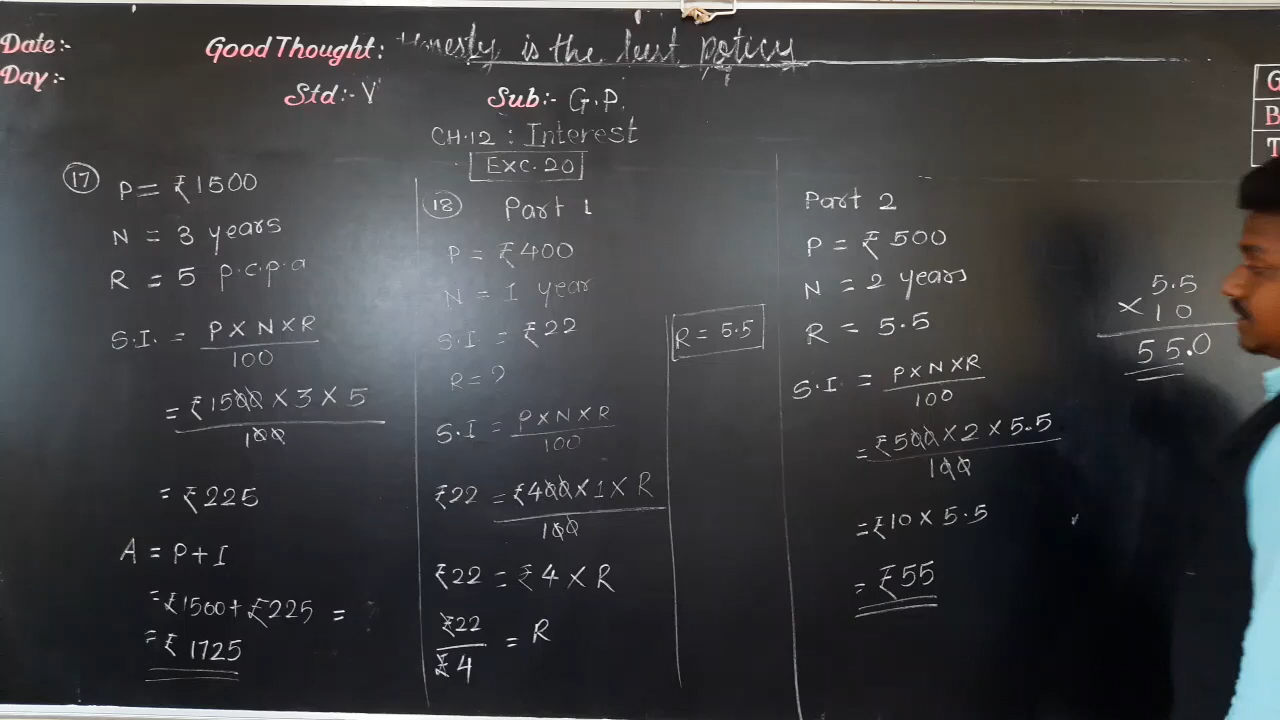 Date:-
Day:-
Good Thought: Honesty is the best policy
Std:- V
Sub:- G.P.
CH.12 : Interest
Exc. 20
17
P = ₹1500
N = 3 years
R = 5 p.c.p.a
S.I. = P×N×R
100
= ₹1500 × 3 × 5
100
= ₹225
A = P+I
= ₹1500 + ₹225 =
= ₹ 1725
18 Part 1
P = ₹400
N = 1 year
S.I. = ₹22
R = ?
S.I = P×N×R
100
₹22 = ₹400 × 1 × R
100
₹22 = ₹4 × R
₹22
₹4
= R
R = 5.5
Part 2
P = ₹500
N = 2 years
R = 5.5
S.I. = P×N×R
100
= ₹500 × 2 × 5.5
100
= ₹10 × 5.5
= ₹55
5.5
× 10
55.0
G
B
T